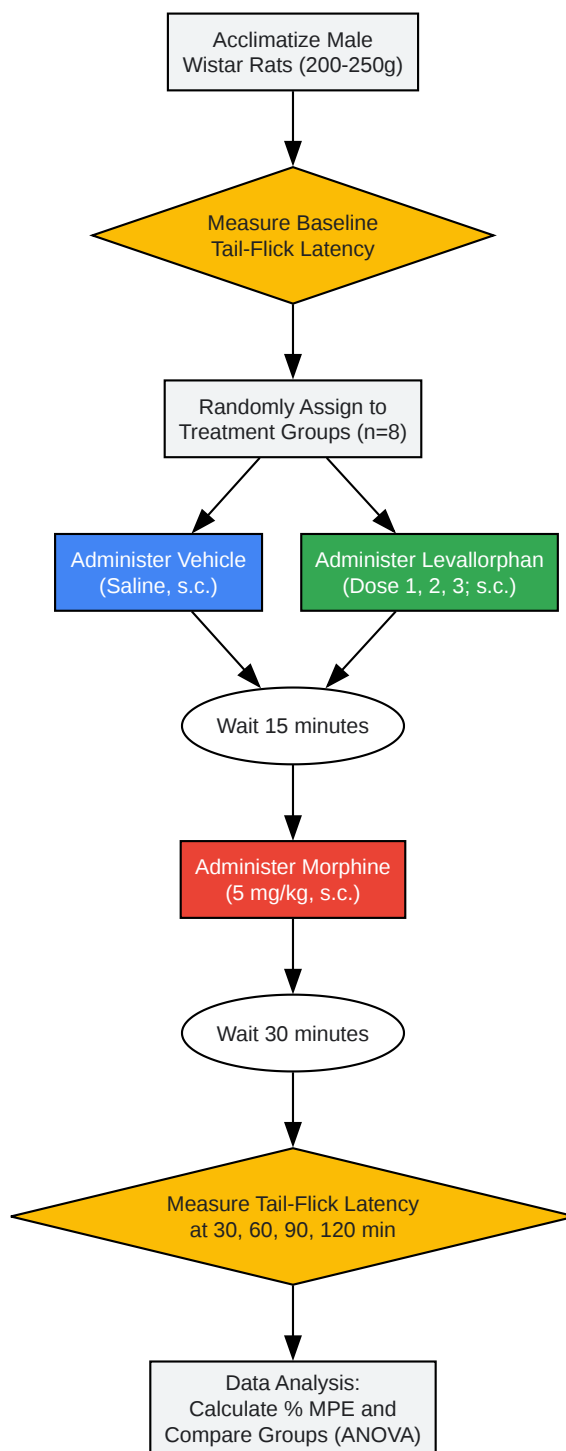 Acclimatize Male
Wistar Rats (200-250g)
Measure Baseline
Tail-Flick Latency
Randomly Assign to
Treatment Groups (n=8)
Administer Vehicle
(Saline, s.c.)
Administer Levallorphan
(Dose 1, 2, 3; s.c.)
Wait 15 minutes
Administer Morphine
(5 mg/kg, s.c.)
Wait 30 minutes
Measure Tail-Flick Latency
at 30, 60, 90, 120 min
Data Analysis:
Calculate % MPE and
Compare Groups (ANOVA)